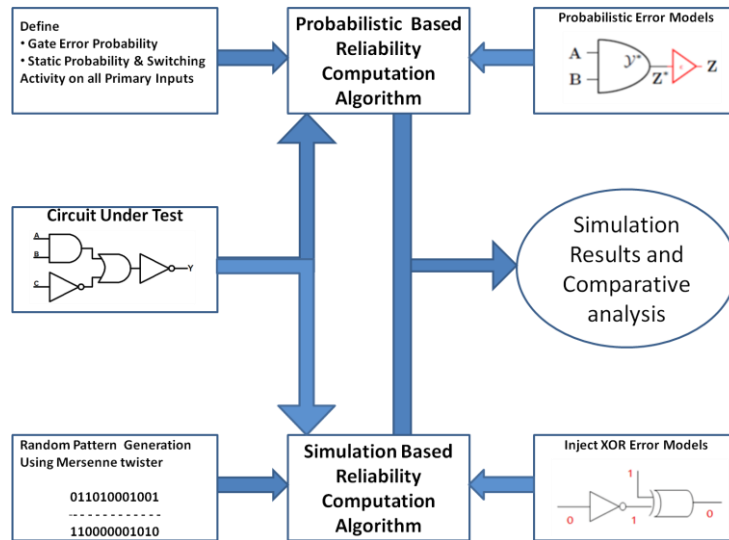 Define
• Gate Error Probability
• Static Probability & Switching
Activity on all Primary Inputs
Probabilistic Based
Reliability
Computation
Algorithm
Probabilistic Error Models
A
B
y*
Z*
Z
Circuit Under Test
A
B
C
Y
Simulation
Results and
Comparative
analysis
Random Pattern Generation
Using Mersenne twister
011010001001
- - - - - - - - - - - -
110000001010
Simulation Based
Reliability
Computation
Algorithm
Inject XOR Error Models
1
0
1
0